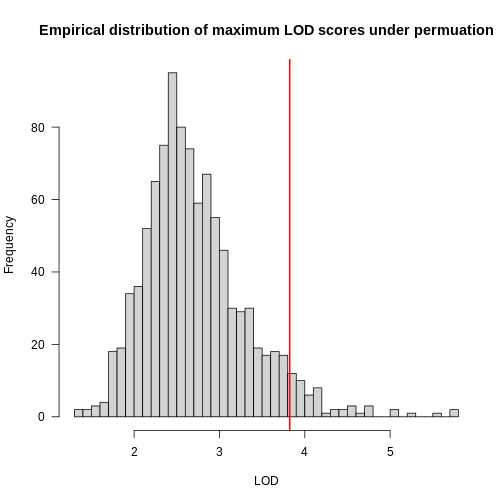 Empirical distribution of maximum LOD scores under permuation
Frequency
80
60
40
20
0
2 3 4 5
LOD